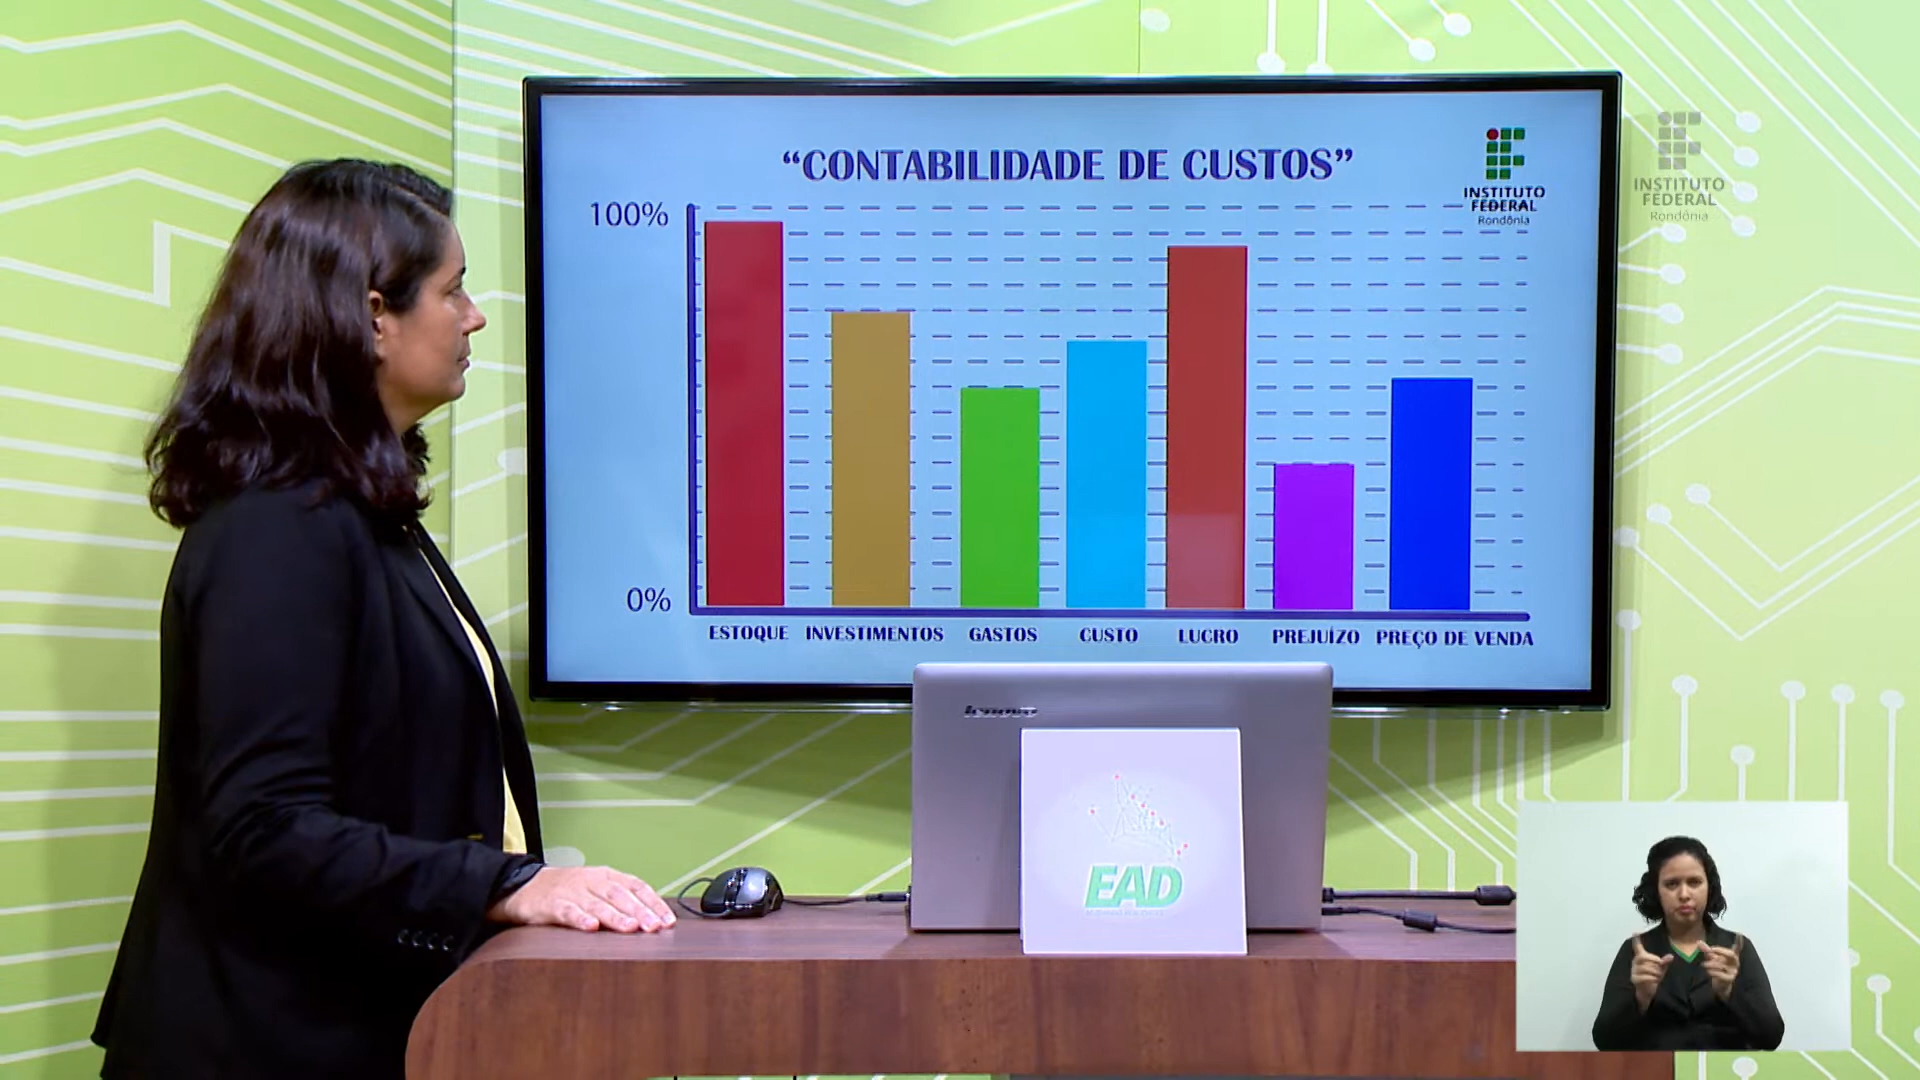 “CONTABILIDADE DE CUSTOS”
INSTITUTO
FEDERAL
Rondônia
INSTITUTO
FEDERAL
Rondônia
100%
0%
ESTOQUE INVESTIMENTOS GASTOS CUSTO LUCRO PREJUÍZO PREÇO DE VENDA
lenovo
EAD